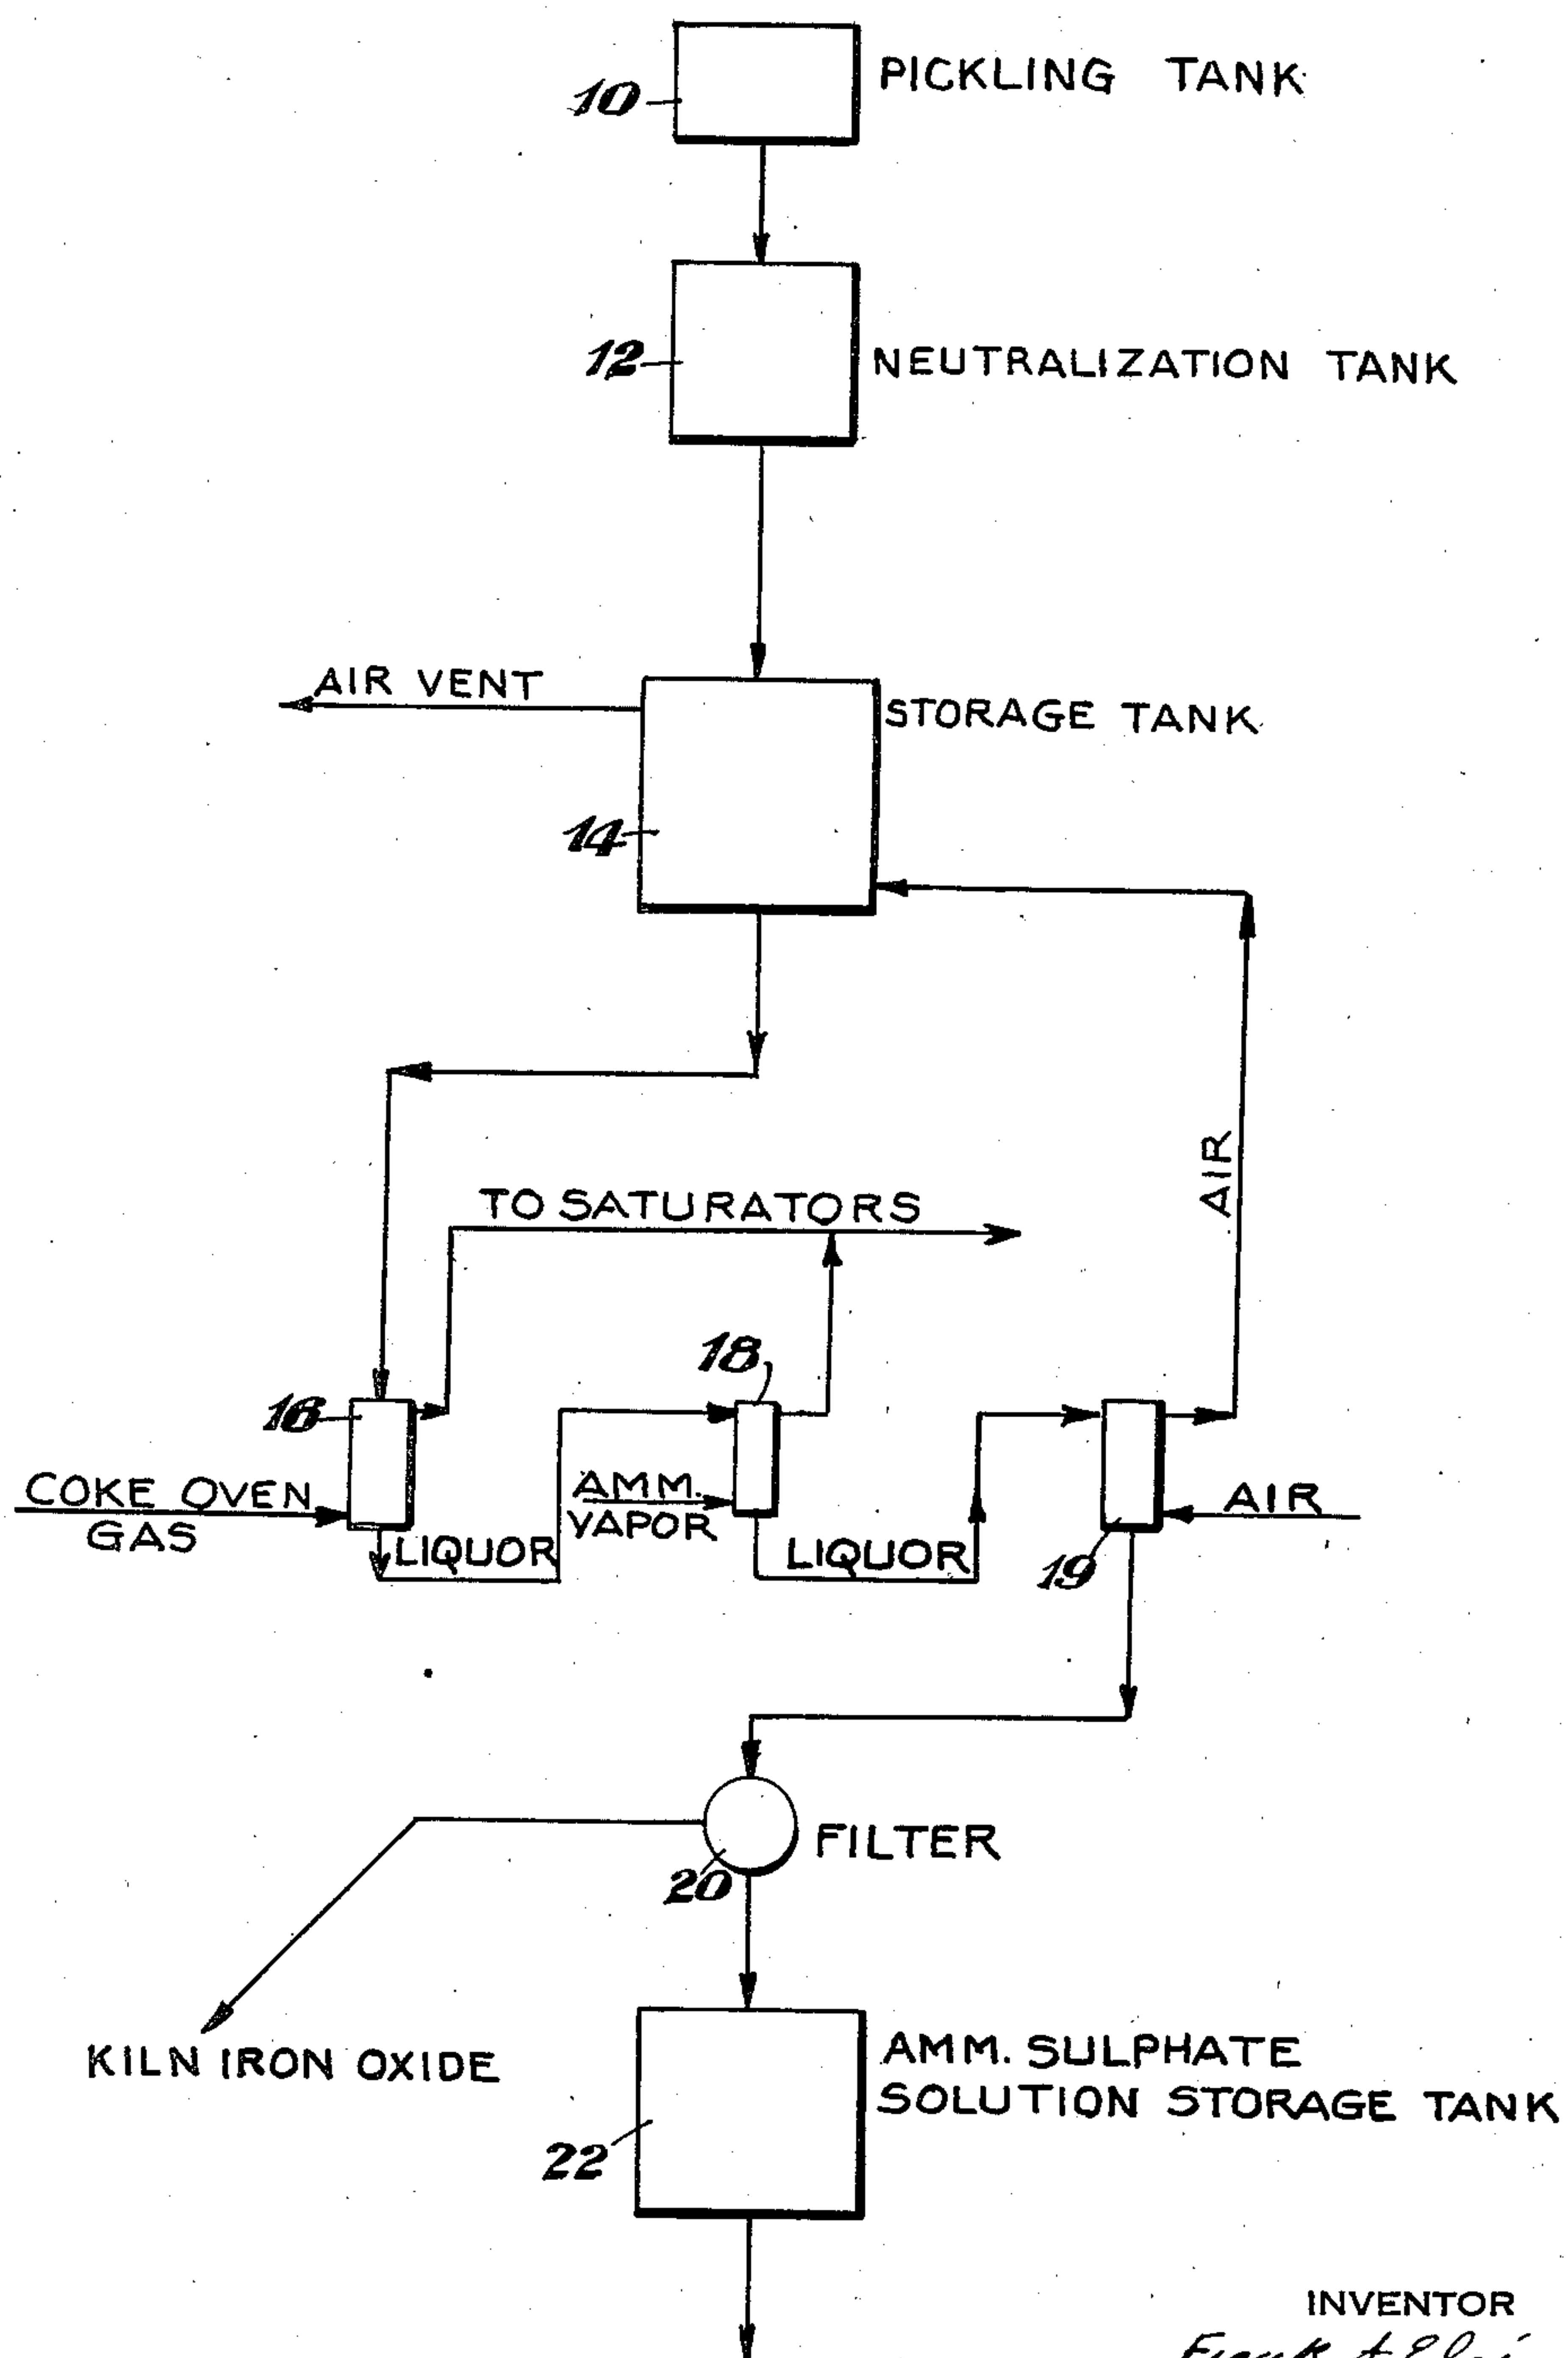 PICKLING TANK
10
12
NEUTRALIZATION TANK
AIR VENT
STORAGE TANK
14
AIR
TO SATURATORS
18
16
COKE OVEN
GAS
AMM.
VAPOR
AIR
LIQUOR
LIQUOR
19
FILTER
20
KILN IRON OXIDE
AMM. SULPHATE
SOLUTION STORAGE TANK
22
INVENTOR